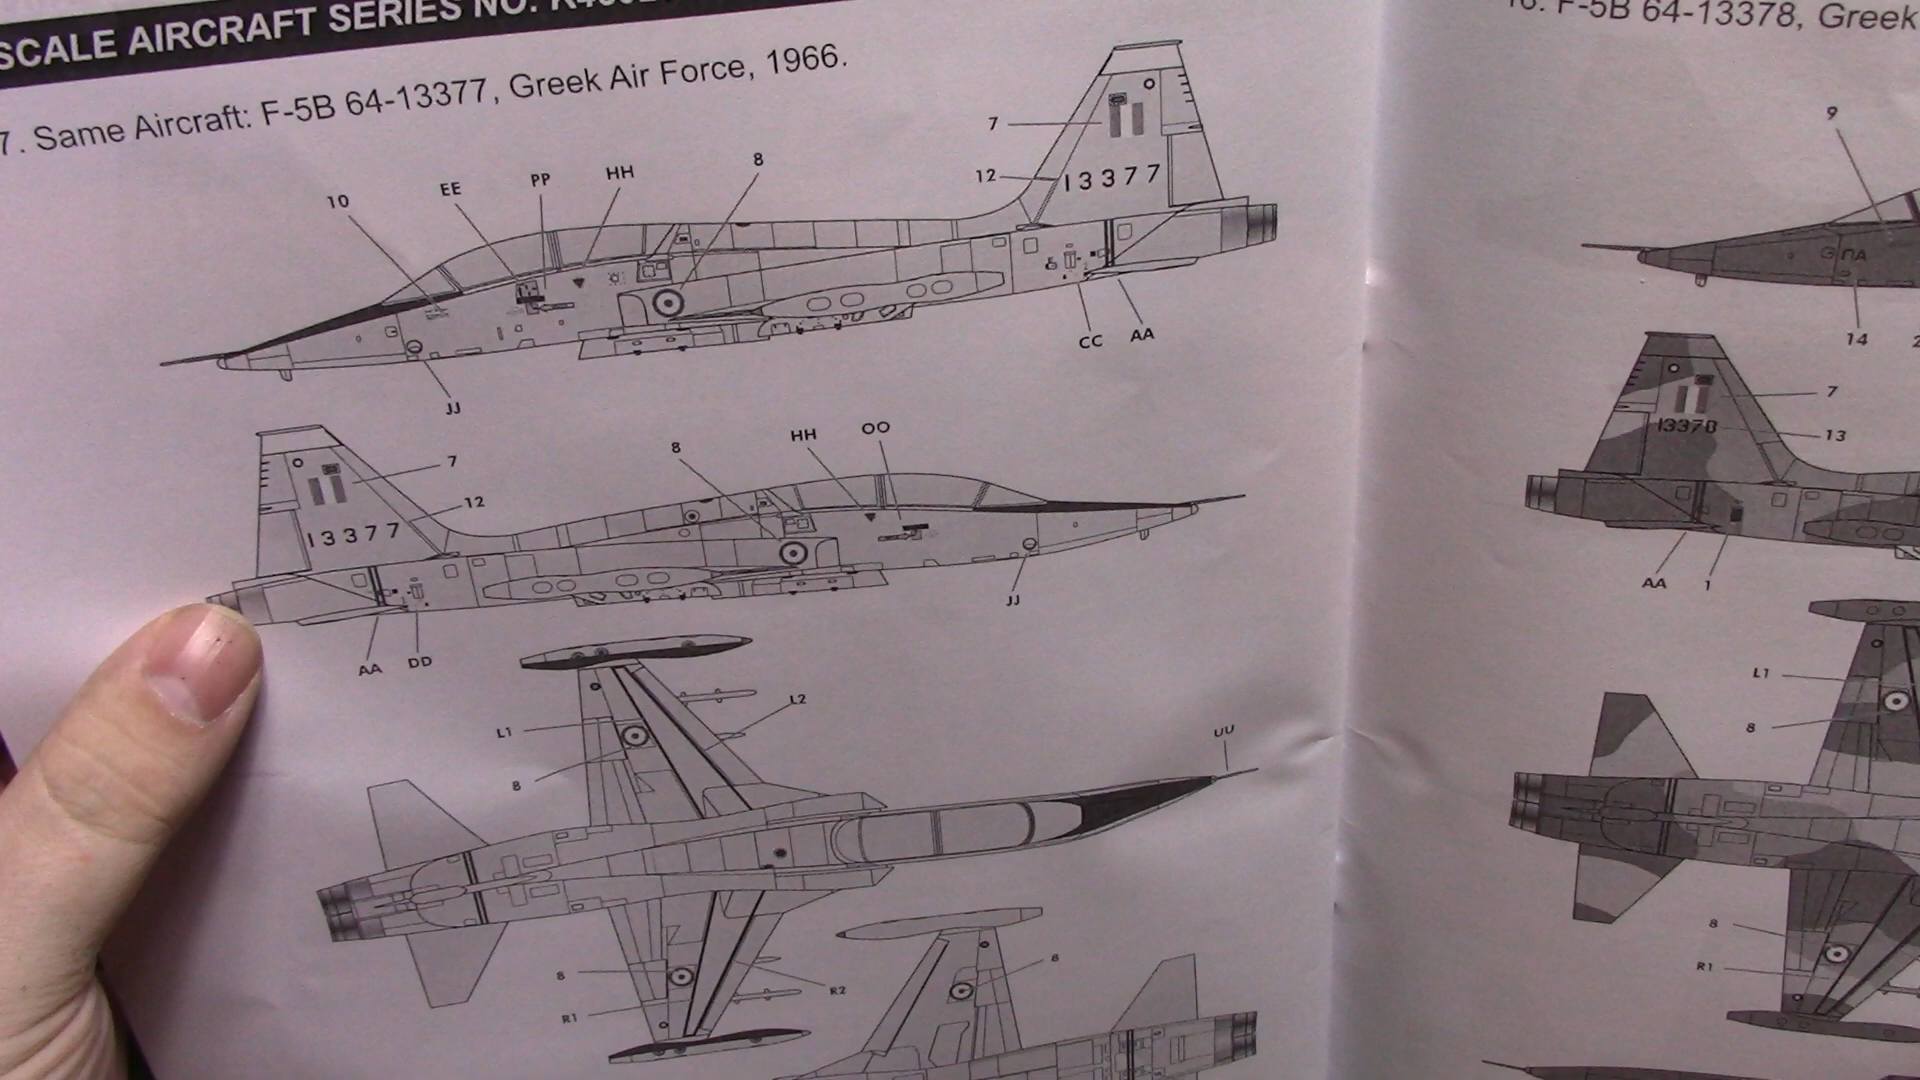 SCALE AIRCRAFT SERIES NO.
7. Same Aircraft: F-5B 64-13377, Greek Air Force, 1966.
10
EE
PP
HH
8
7
12
13377
CC
AA
JJ
7
12
13377
8
HH
OO
AA
DD
JJ
L1
L2
8
UU
8
R1
R2
8
F-5B 64-13378, Greek
9
14
7
13378
13
AA
1
L1
8
8
R1